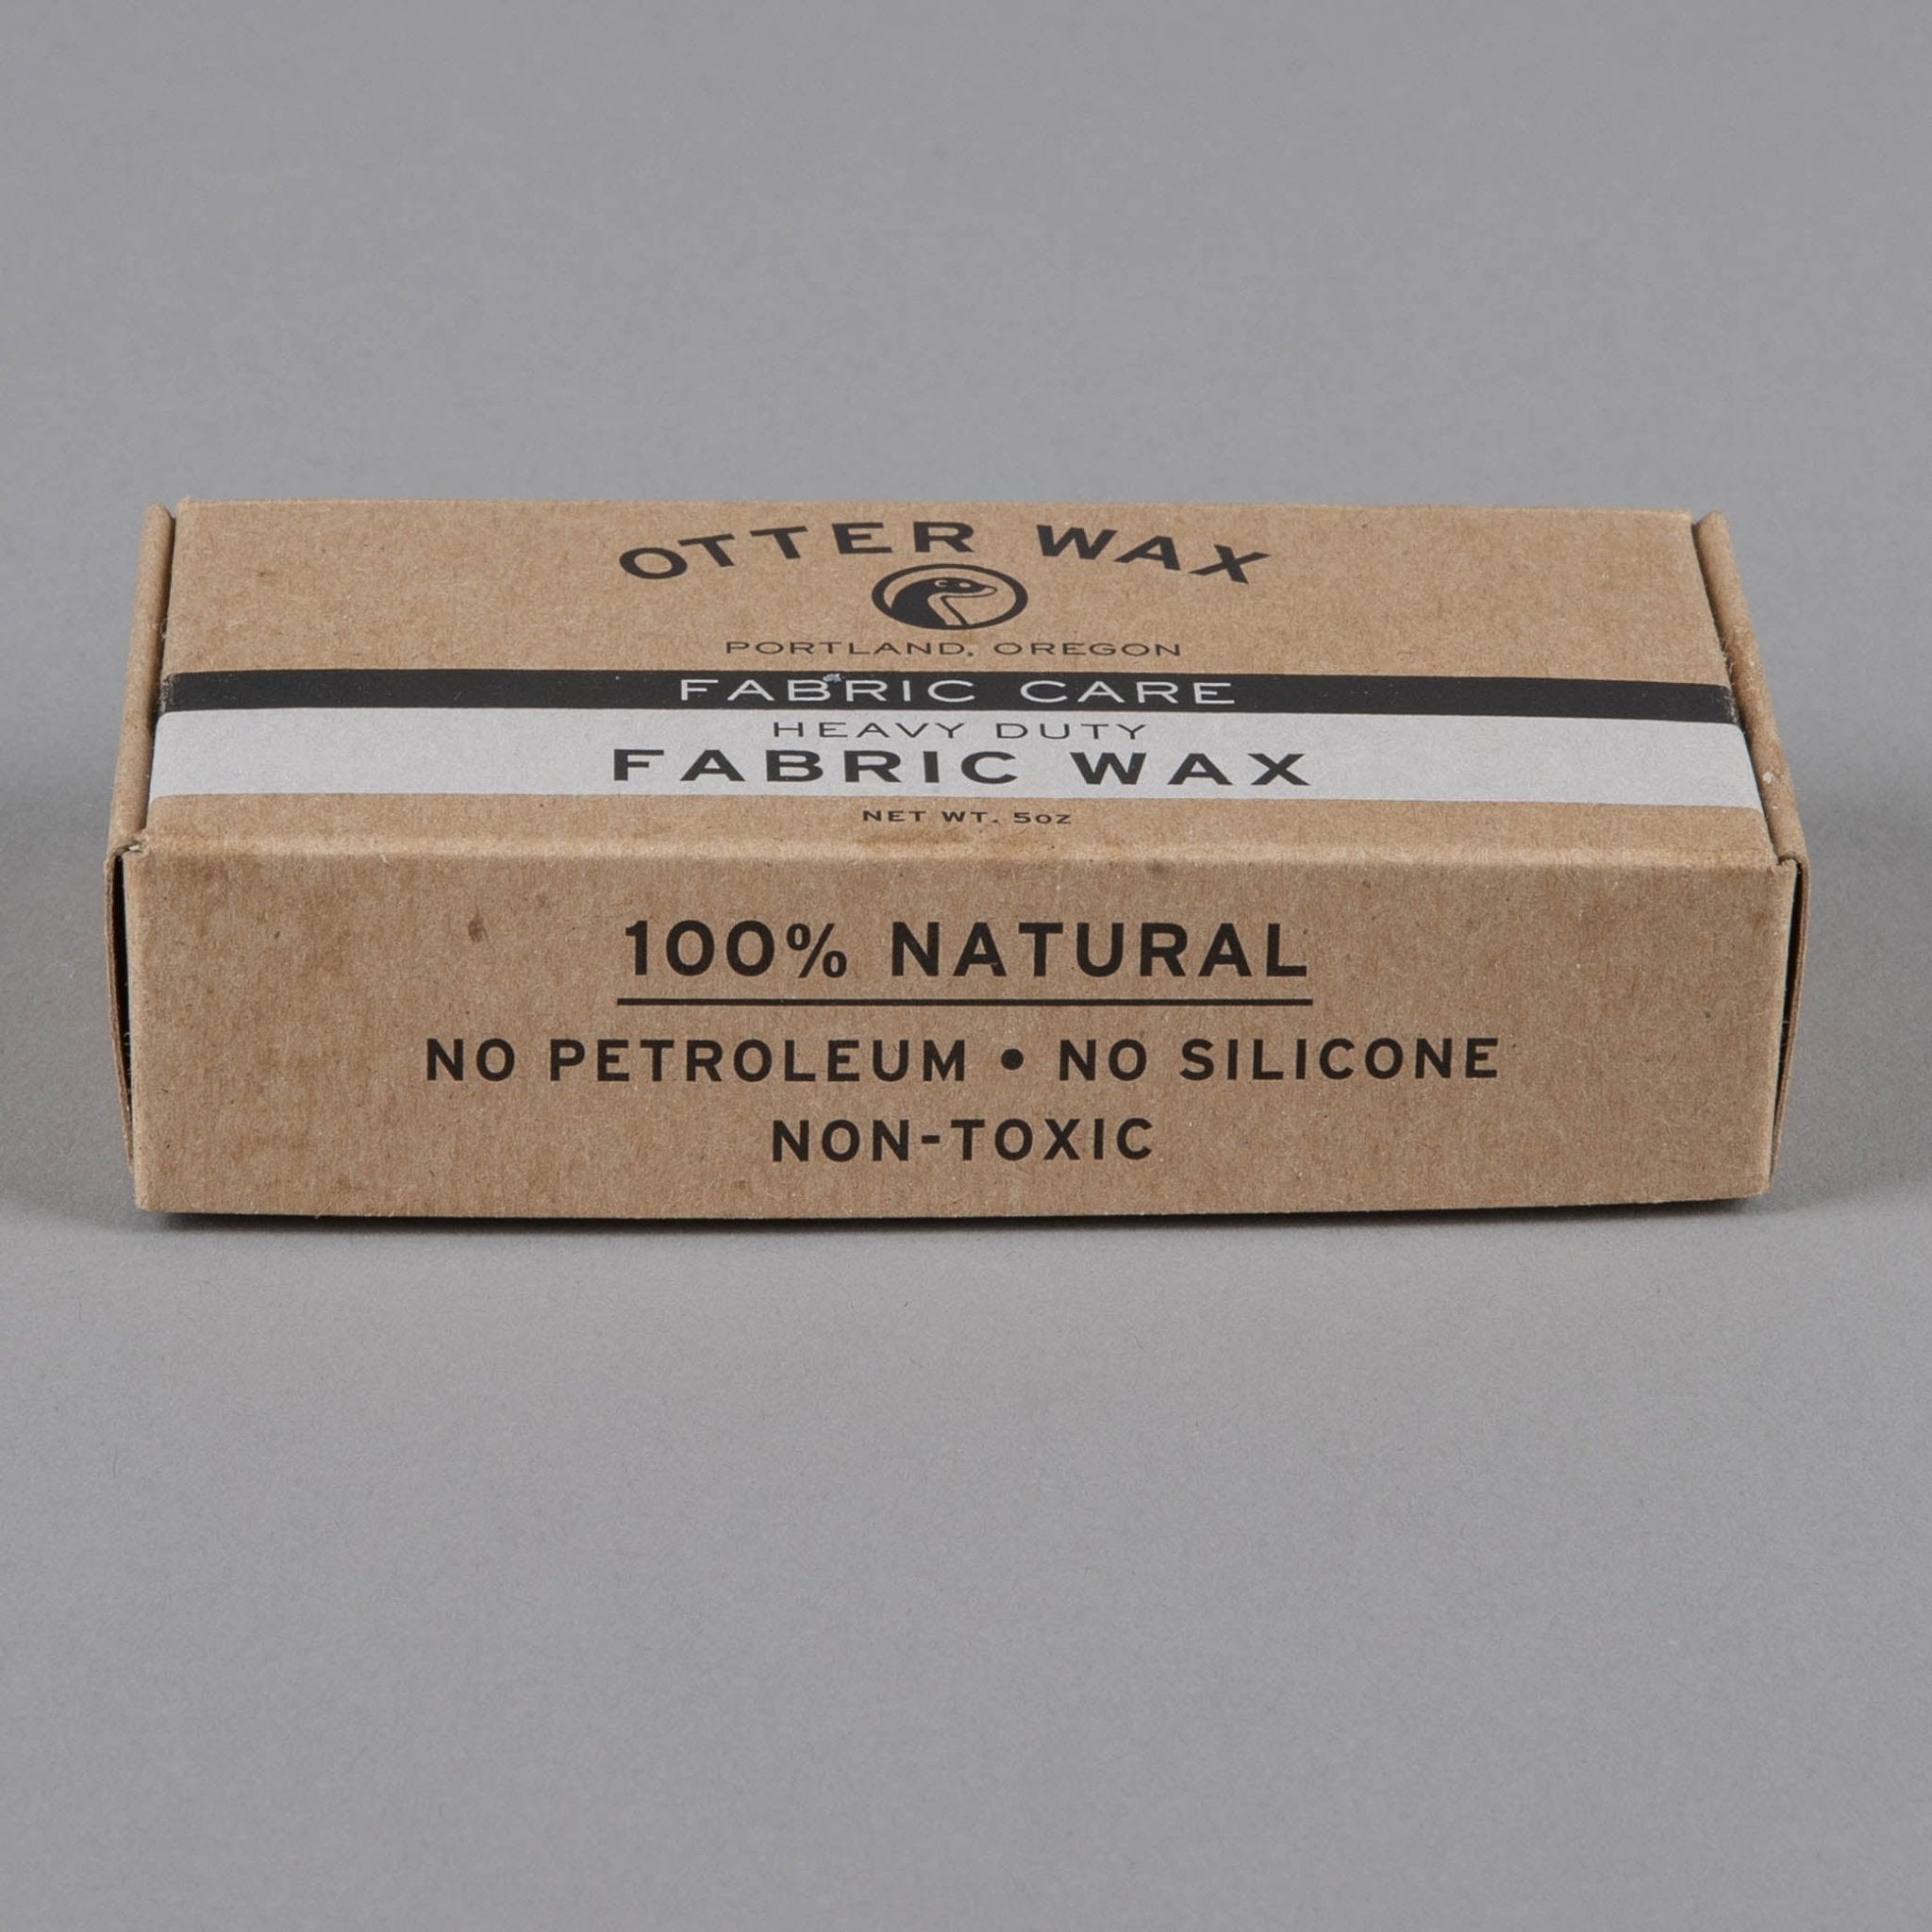 OTTER WAX
PORTLAND, OREGON
FABRIC CARE
HEAVY DUTY
FABRIC WAX
NET WT. 5OZ
100% NATURAL
NO PETROLEUM • NO SILICONE
NON-TOXIC